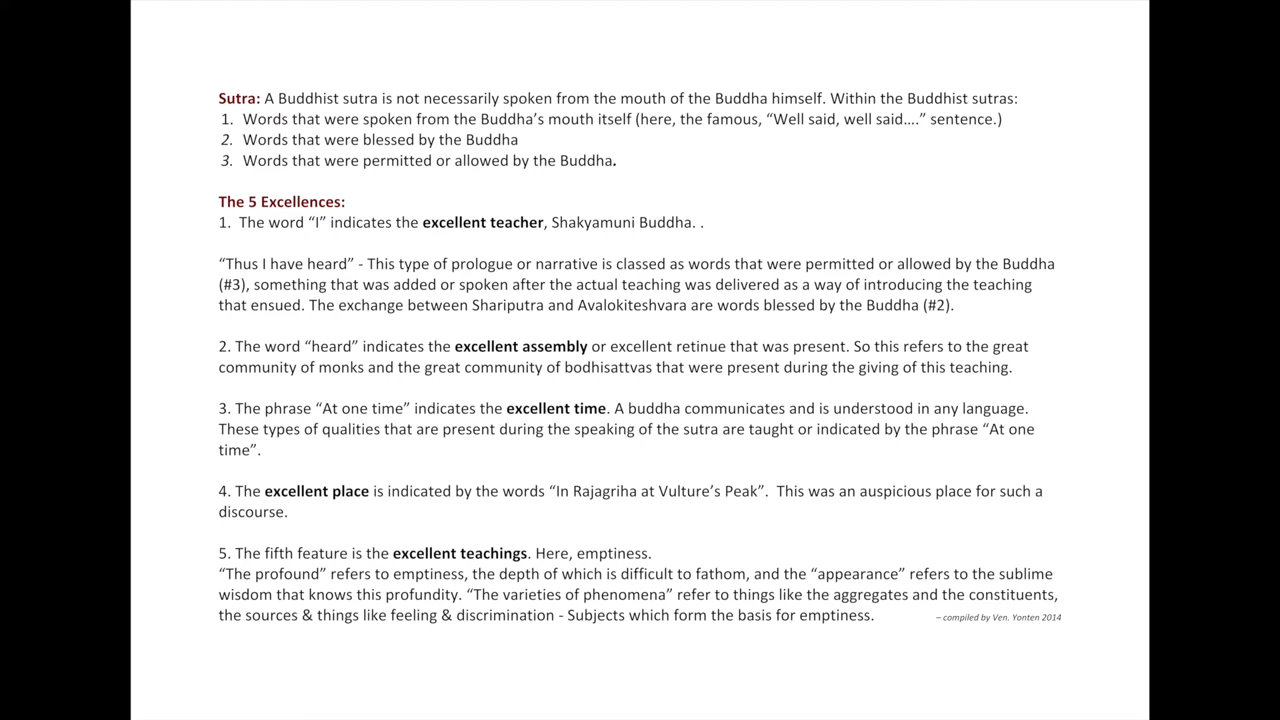 Sutra: A Buddhist sutra is not necessarily spoken from the mouth of the Buddha himself. Within the Buddhist sutras:
1. Words that were spoken from the Buddha’s mouth itself (here, the famous, “Well said, well said….” sentence.)
2. Words that were blessed by the Buddha
3. Words that were permitted or allowed by the Buddha.
The 5 Excellences:
1. The word “I” indicates the excellent teacher, Shakyamuni Buddha. .
“Thus I have heard” - This type of prologue or narrative is classed as words that were permitted or allowed by the Buddha
(#3), something that was added or spoken after the actual teaching was delivered as a way of introducing the teaching
that ensued. The exchange between Shariputra and Avalokiteshvara are words blessed by the Buddha (#2).
2. The word “heard” indicates the excellent assembly or excellent retinue that was present. So this refers to the great
community of monks and the great community of bodhisattvas that were present during the giving of this teaching.
3. The phrase “At one time” indicates the excellent time. A buddha communicates and is understood in any language.
These types of qualities that are present during the speaking of the sutra are taught or indicated by the phrase “At one
time”.
4. The excellent place is indicated by the words “In Rajagriha at Vulture’s Peak”. This was an auspicious place for such a
discourse.
5. The fifth feature is the excellent teachings. Here, emptiness.
“The profound” refers to emptiness, the depth of which is difficult to fathom, and the “appearance” refers to the sublime
wisdom that knows this profundity. “The varieties of phenomena” refer to things like the aggregates and the constituents,
the sources & things like feeling & discrimination - Subjects which form the basis for emptiness. – compiled by Ven. Yonten 2014